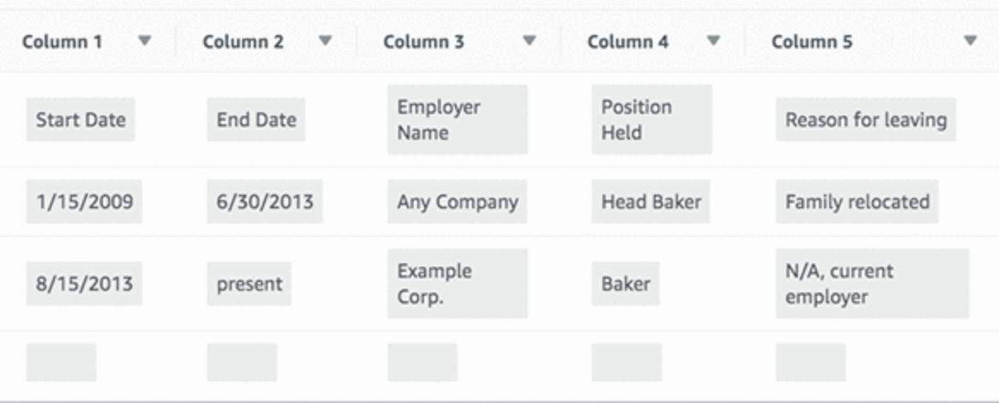 Column 1 Column 2 Column 3 Column 4 Column 5
Start Date End Date Employer Name Position Held Reason for leaving
1/15/2009 6/30/2013 Any Company Head Baker Family relocated
8/15/2013 present Example Corp. Baker N/A, current employer